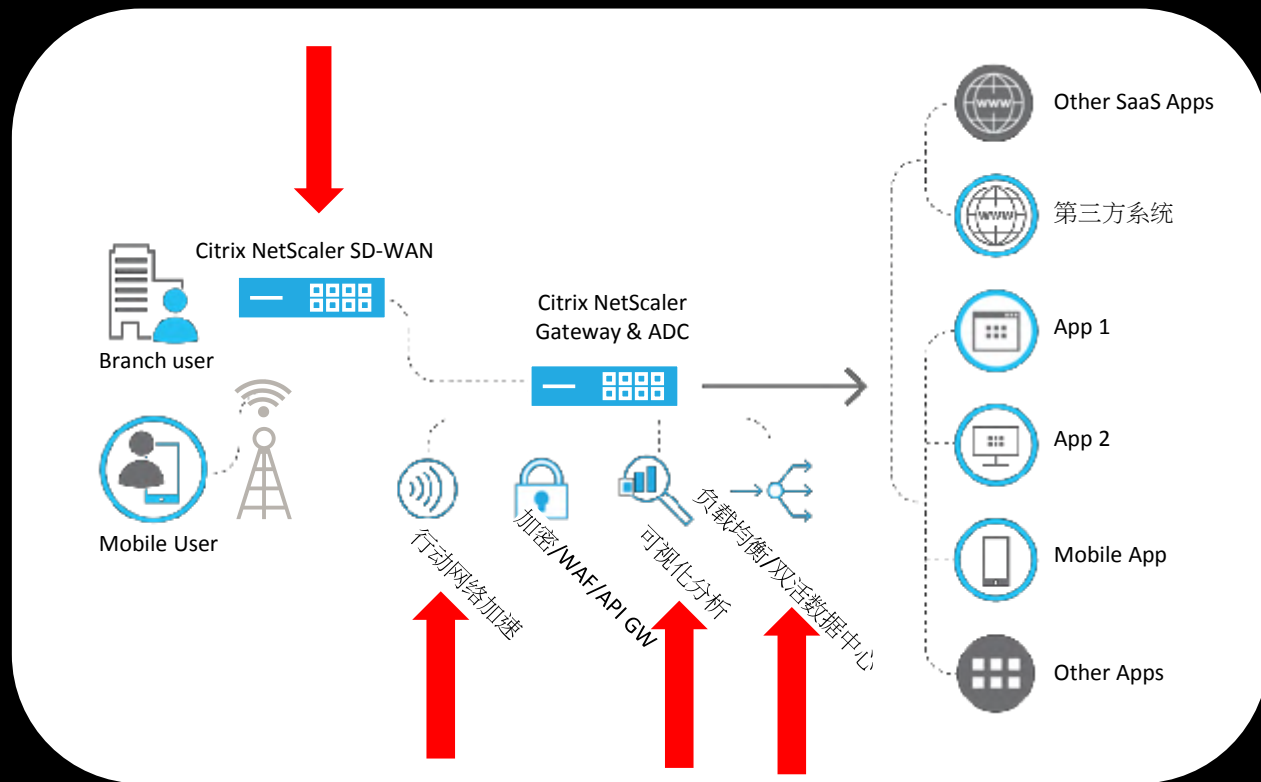 Other SaaS Apps
www
第三方系统
www
Citrix NetScaler SD-WAN
Citrix NetScaler
Gateway & ADC
App 1
Branch user
App 2
Mobile User
行动网络加速
加密/WAF/API GW
可视化分析
负载均衡/双活数据中心
Mobile App
Other Apps